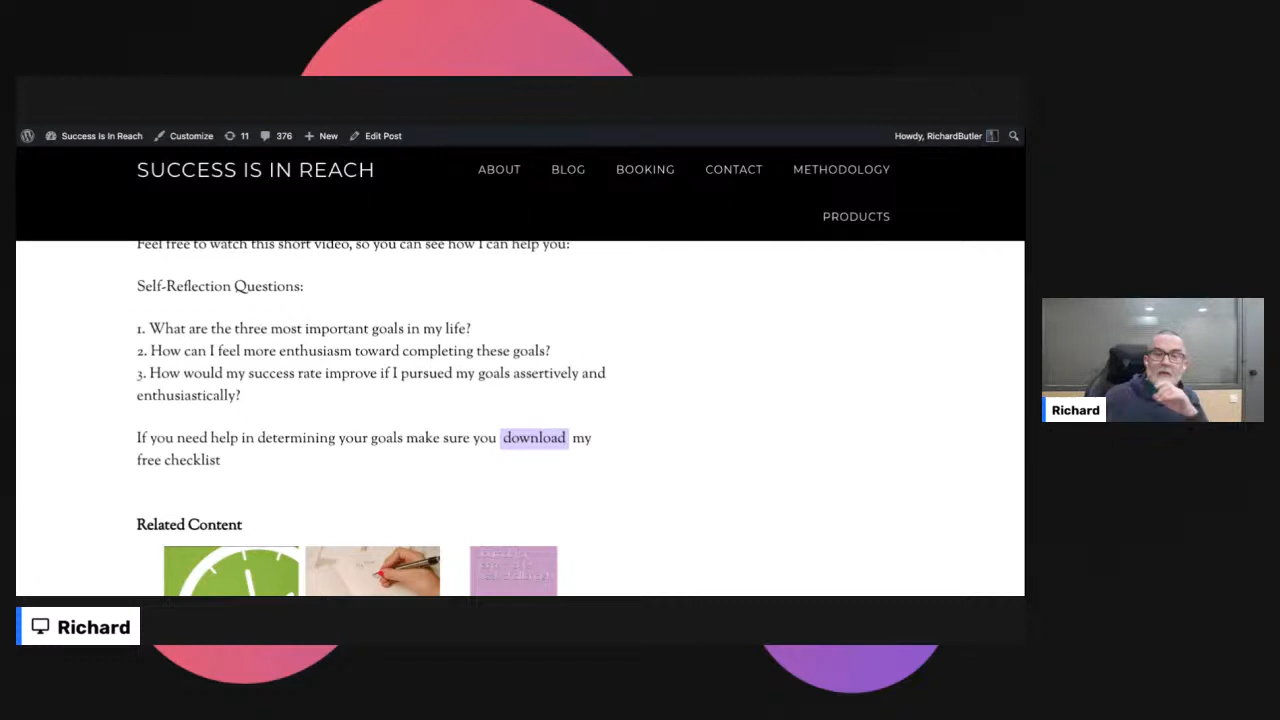 Success Is In Reach Customize 11 376 New Edit Post Howdy, RichardButler
SUCCESS IS IN REACH ABOUT BLOG BOOKING CONTACT METHODOLOGY
PRODUCTS
Feel free to watch this short video, so you can see how I can help you:
Self-Reflection Questions:
1. What are the three most important goals in my life?
2. How can I feel more enthusiasm toward completing these goals?
3. How would my success rate improve if I pursued my goals assertively and
enthusiastically?
If you need help in determining your goals make sure you download my
free checklist
Related Content
Richard
Richard